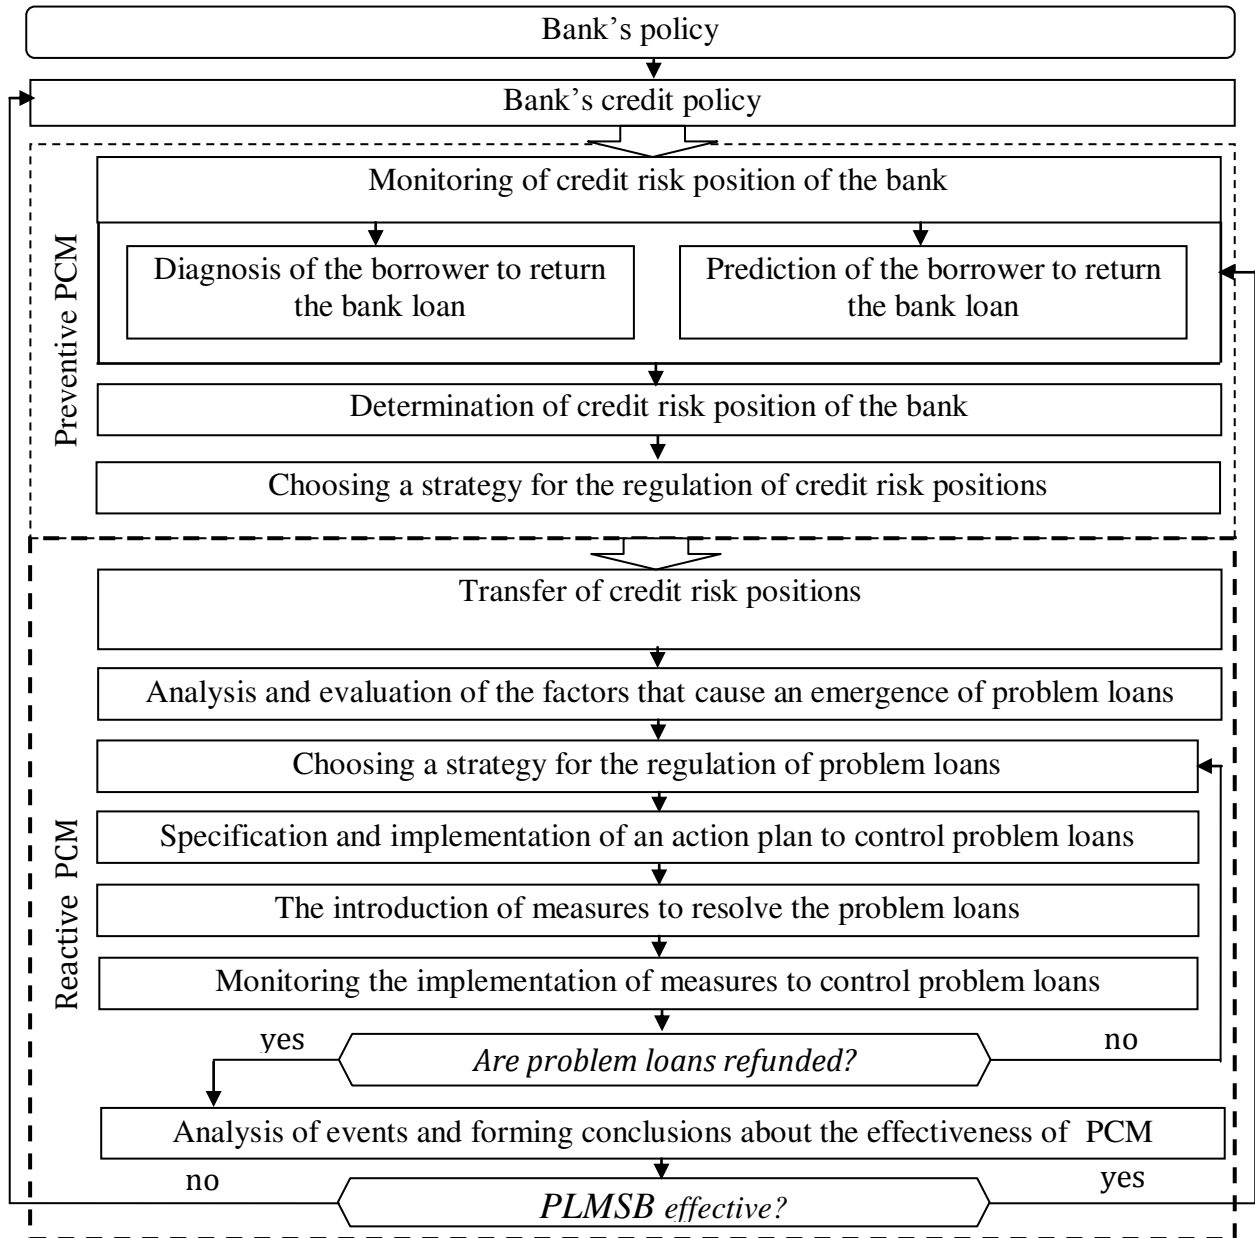 Bank’s policy
Bank’s credit policy
Preventive PCM
Monitoring of credit risk position of the bank
Diagnosis of the borrower to return
the bank loan
Prediction of the borrower to return
the bank loan
Determination of credit risk position of the bank
Choosing a strategy for the regulation of credit risk positions
Reactive PCM
Transfer of credit risk positions
Analysis and evaluation of the factors that cause an emergence of problem loans
Choosing a strategy for the regulation of problem loans
Specification and implementation of an action plan to control problem loans
The introduction of measures to resolve the problem loans
Monitoring the implementation of measures to control problem loans
yes
Are problem loans refunded?
no
Analysis of events and forming conclusions about the effectiveness of PCM
no
PLMSB effective?
yes